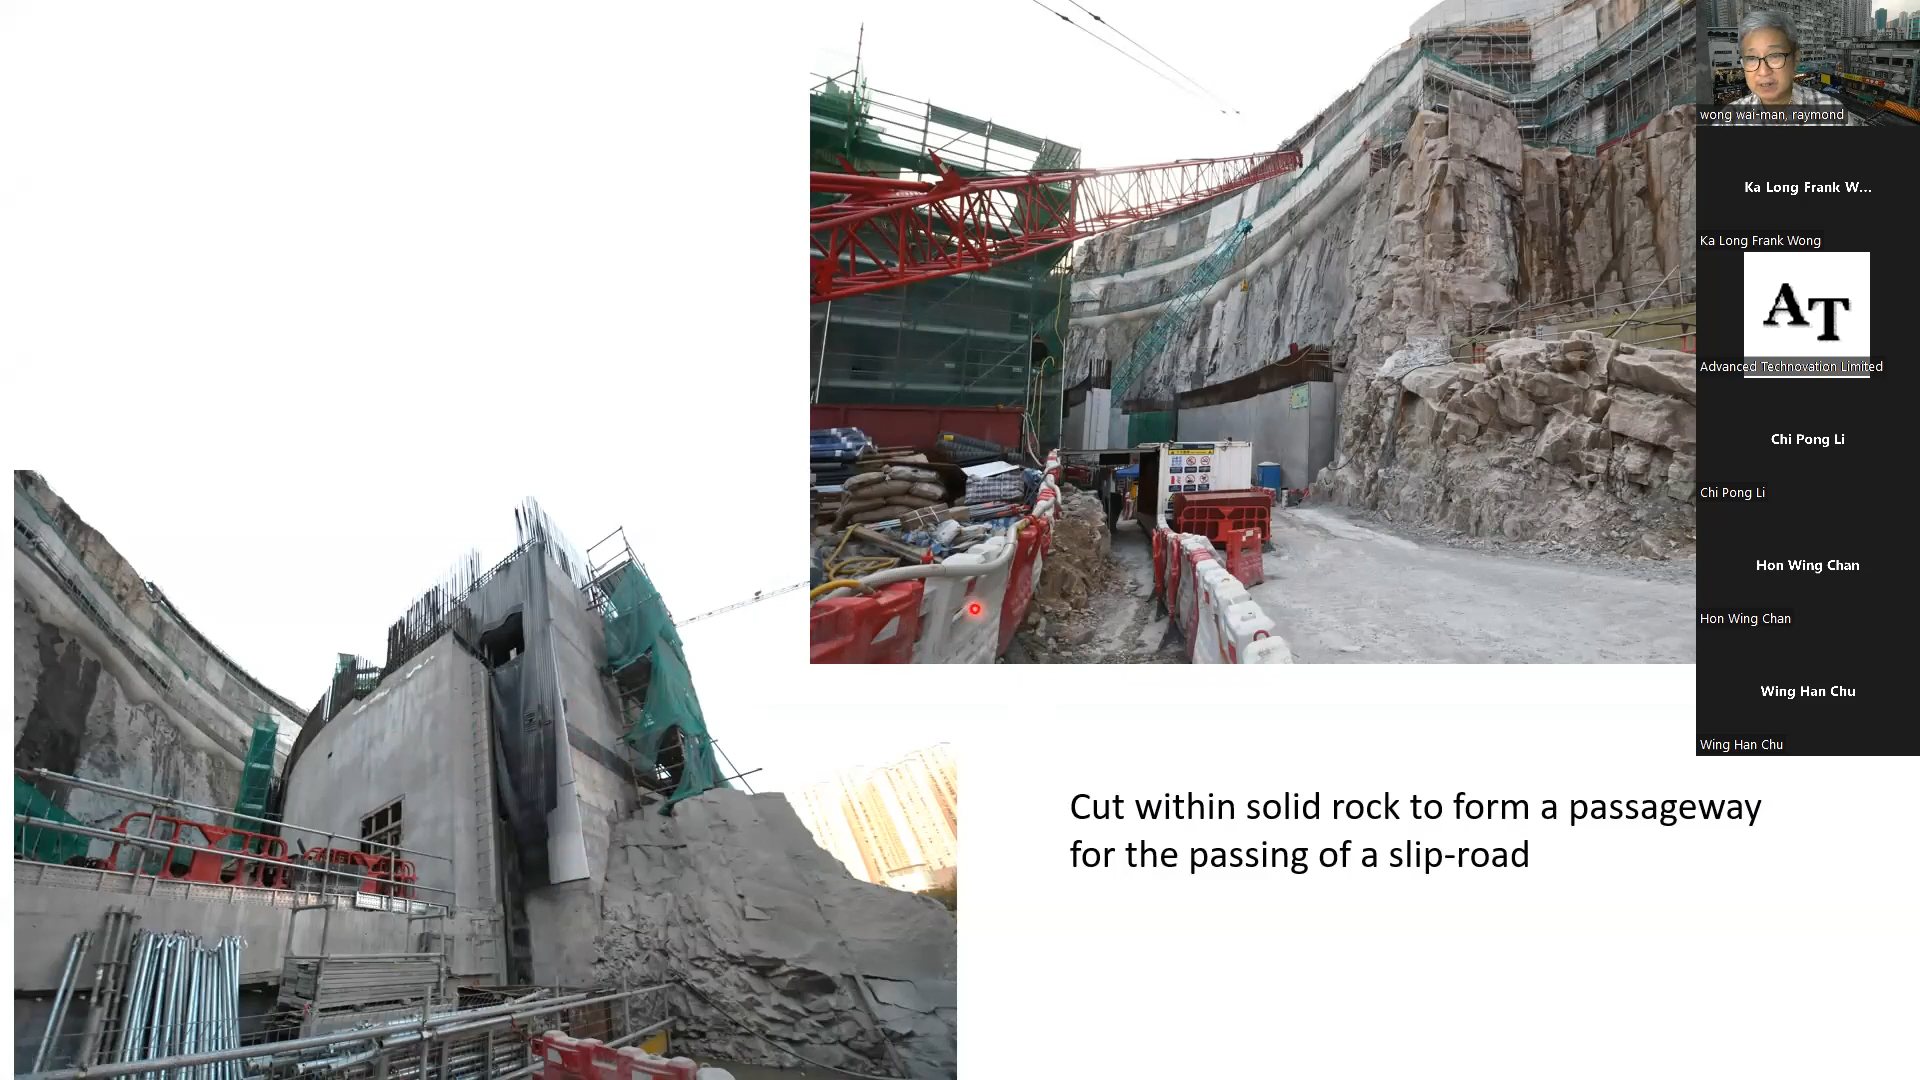 wong wai-man, raymond
Ka Long Frank W...
Ka Long Frank Wong
AT
Advanced Technovation Limited
Chi Pong Li
Chi Pong Li
Hon Wing Chan
Hon Wing Chan
Wing Han Chu
Wing Han Chu
Cut within solid rock to form a passageway
for the passing of a slip-road